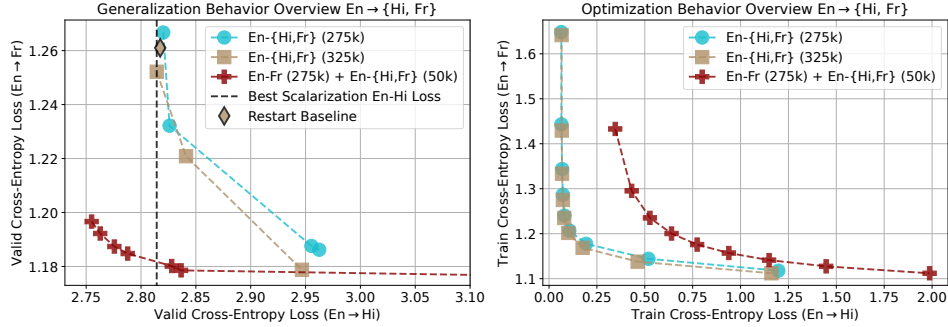 Generalization Behavior Overview En→{Hi, Fr}
Valid Cross-Entropy Loss (En→Fr)
1.26
1.24
1.22
1.20
1.18
En-{Hi,Fr} (275k)
En-{Hi,Fr} (325k)
En-Fr (275k) + En-{Hi,Fr} (50k)
Best Scalarization En-Hi Loss
Restart Baseline
2.75
2.80
2.85
2.90
2.95
3.00
3.05
3.10
Valid Cross-Entropy Loss (En→Hi)
Optimization Behavior Overview En→{Hi, Fr}
Train Cross-Entropy Loss (En→Fr)
1.6
1.5
1.4
1.3
1.2
1.1
En-{Hi,Fr} (275k)
En-{Hi,Fr} (325k)
En-Fr (275k) + En-{Hi,Fr} (50k)
0.00
0.25
0.50
0.75
1.00
1.25
1.50
1.75
2.00
Train Cross-Entropy Loss (En→Hi)